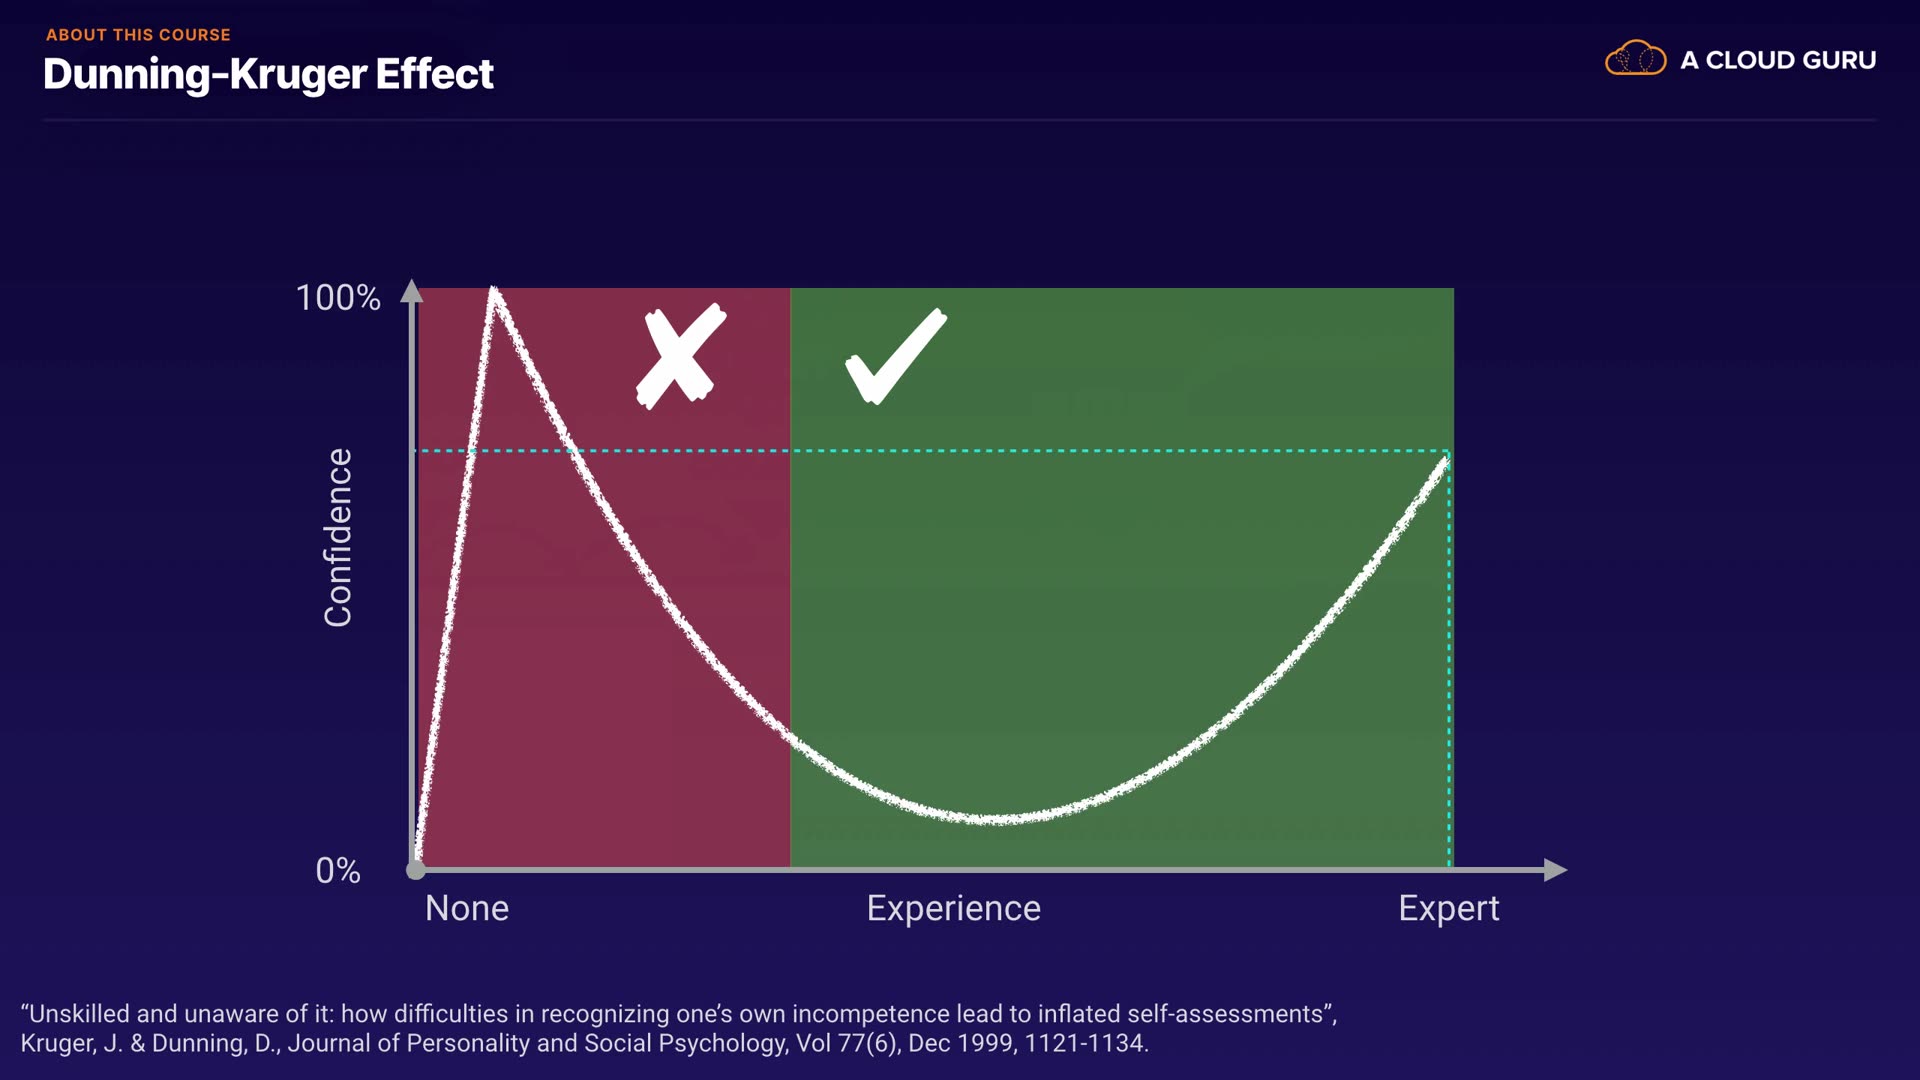 ABOUT THIS COURSE
Dunning-Kruger Effect
A CLOUD GURU
100%
Confidence
0%
None
Experience
Expert
“Unskilled and unaware of it: how difficulties in recognizing one’s own incompetence lead to inflated self-assessments”,
Kruger, J. & Dunning, D., Journal of Personality and Social Psychology, Vol 77(6), Dec 1999, 1121-1134.